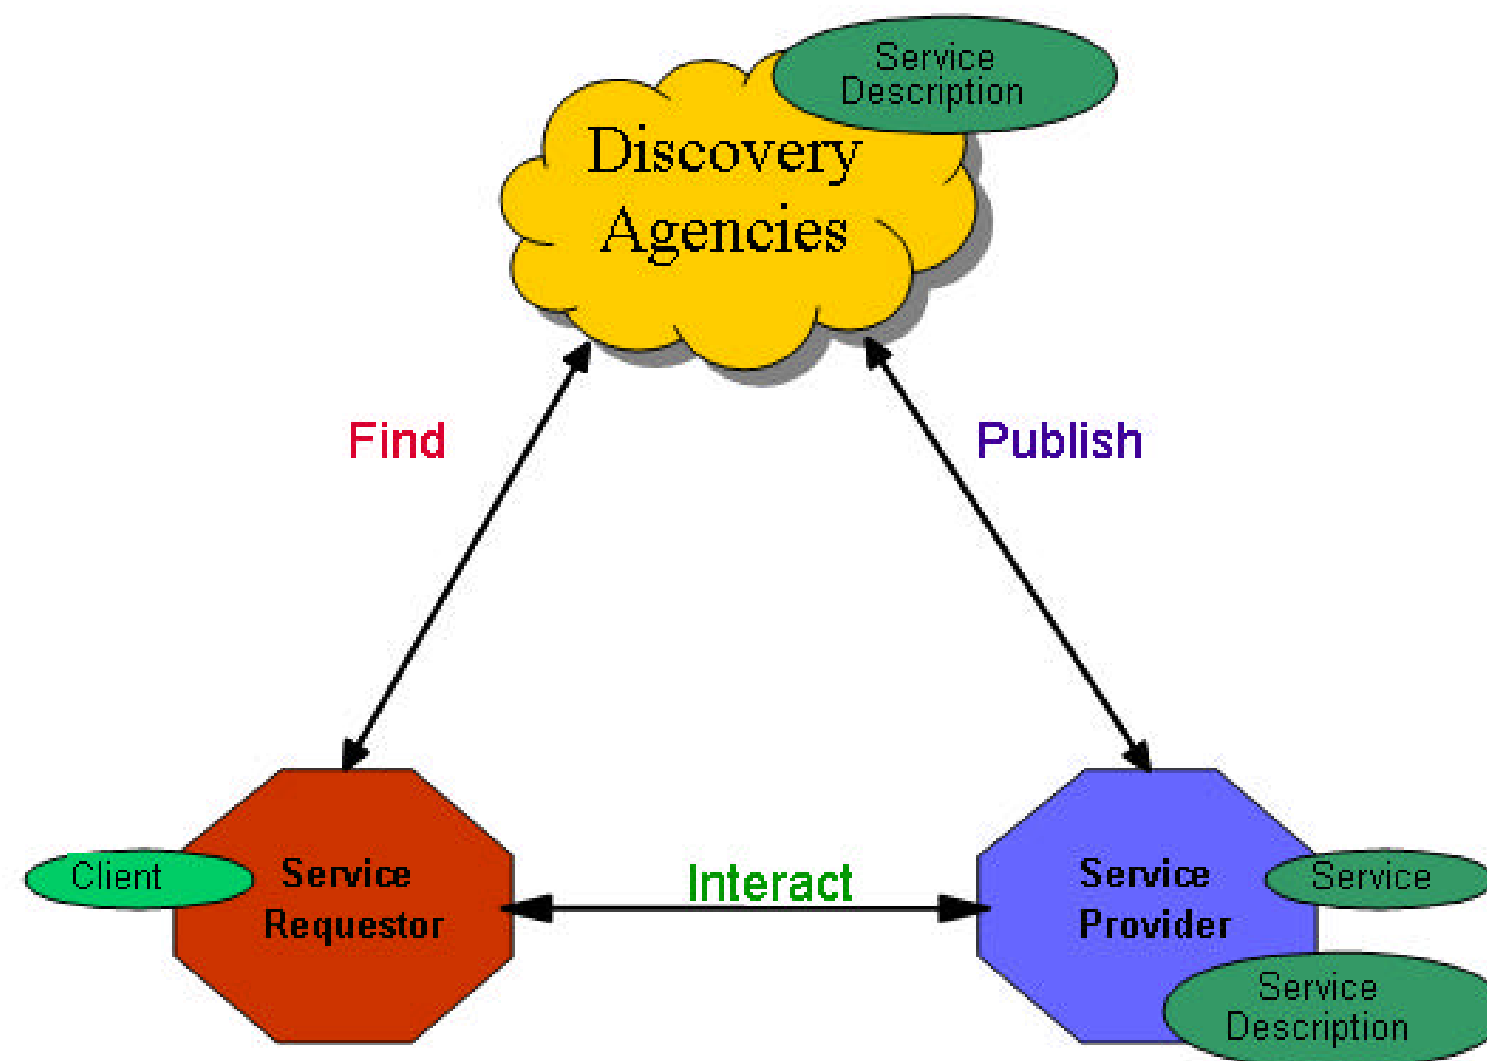 Service
Description
Discovery
Agencies
Find
Publish
Client
Service
Requestor
Interact
Service
Provider
Service
Service
Description